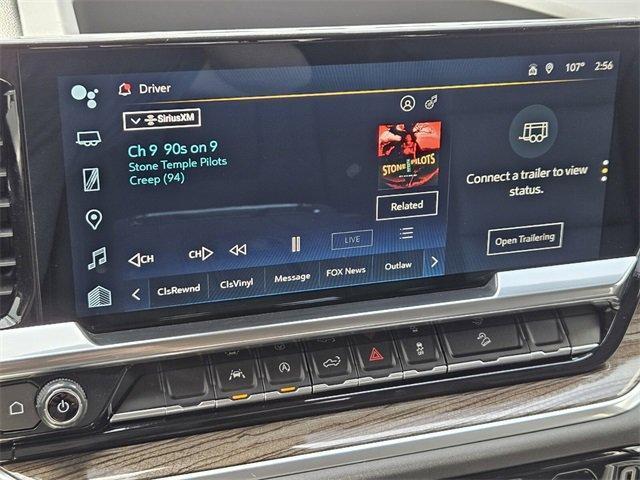 Driver
107° 2:56
SiriusXM
Ch 9 90s on 9
Stone Temple Pilots
Creep (94)
STONE
PILOTS
Related
Connect a trailer to view
status.
Open Trailering
CH
CH
LIVE
ClsRewnd
ClsVinyl
Message
FOX News
Outlaw